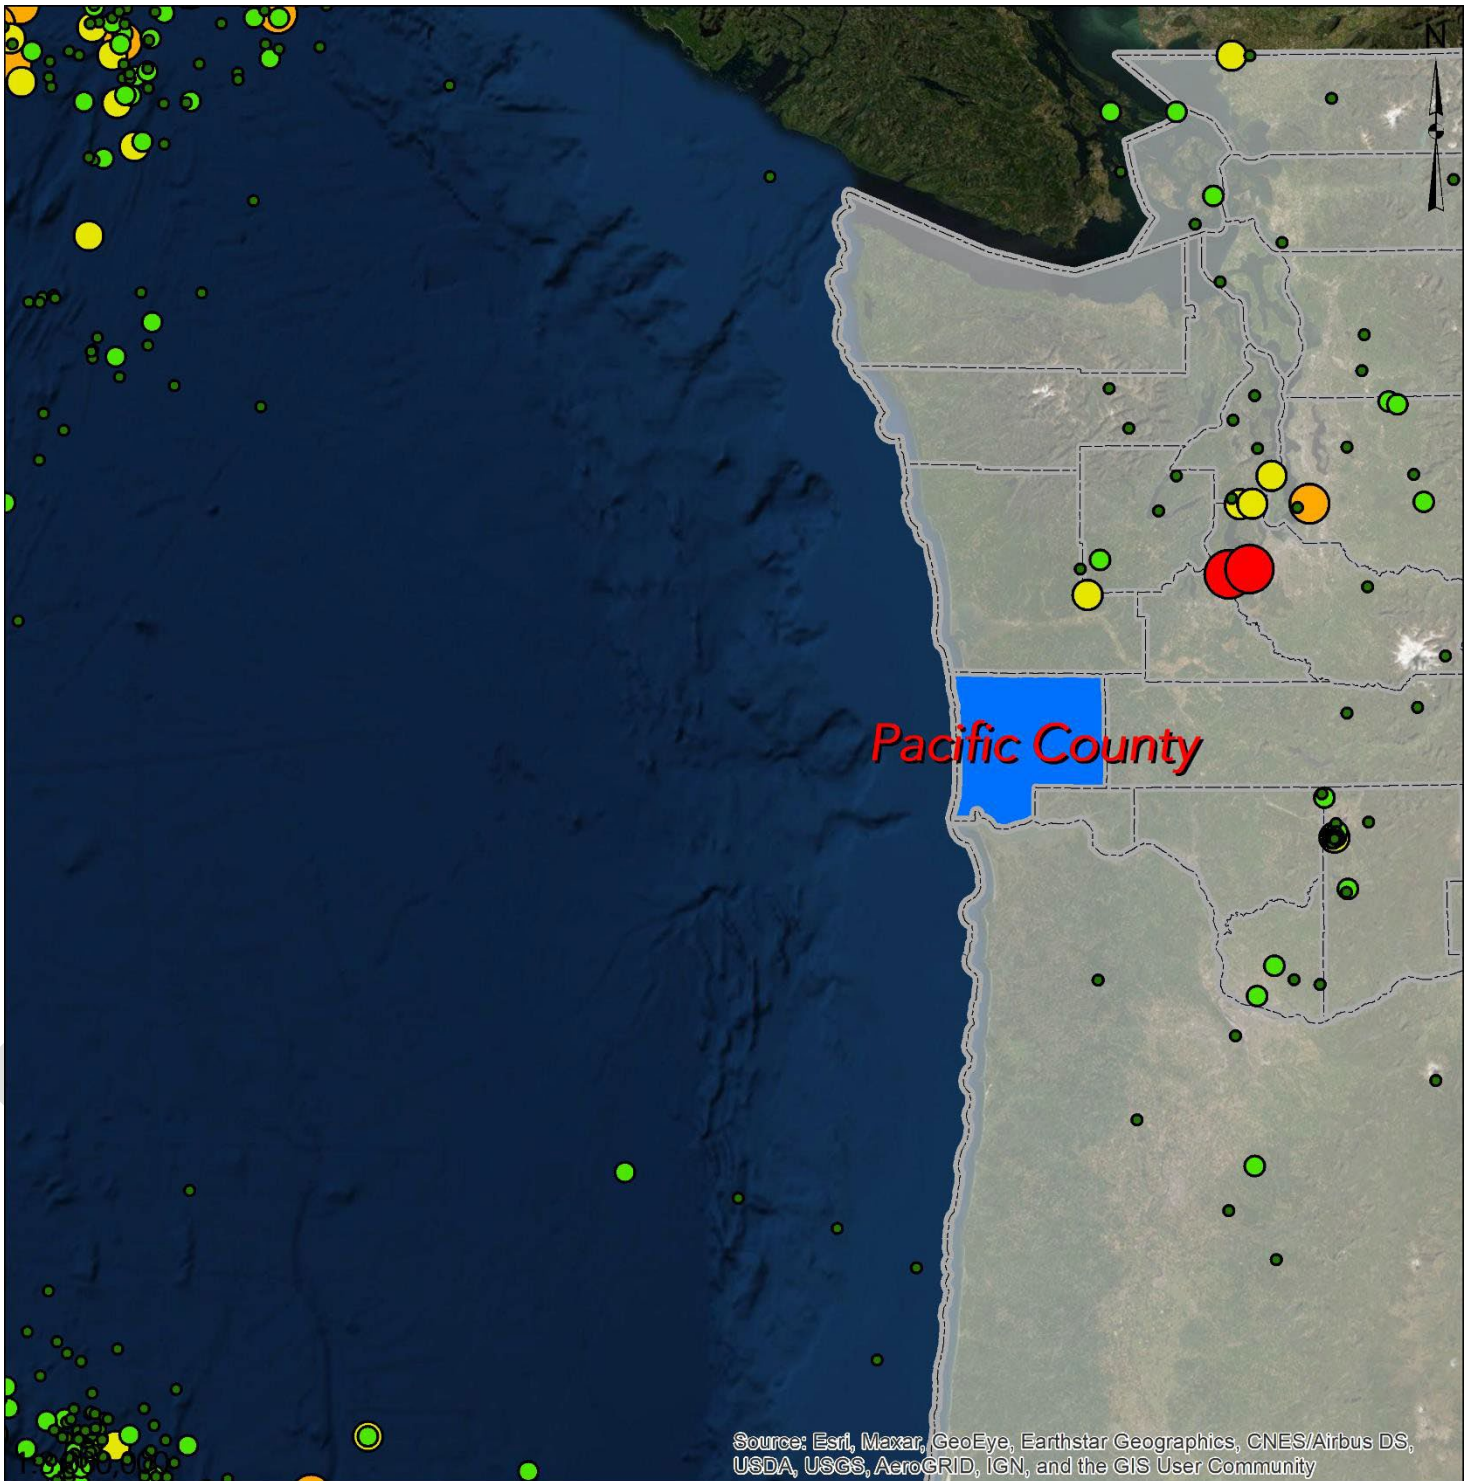 N
Pacific County
Source: Esri, Maxar, GeoEye, Earthstar Geographics, CNES/Airbus DS,
USDA, USGS, AeroGRID, IGN, and the GIS User Community